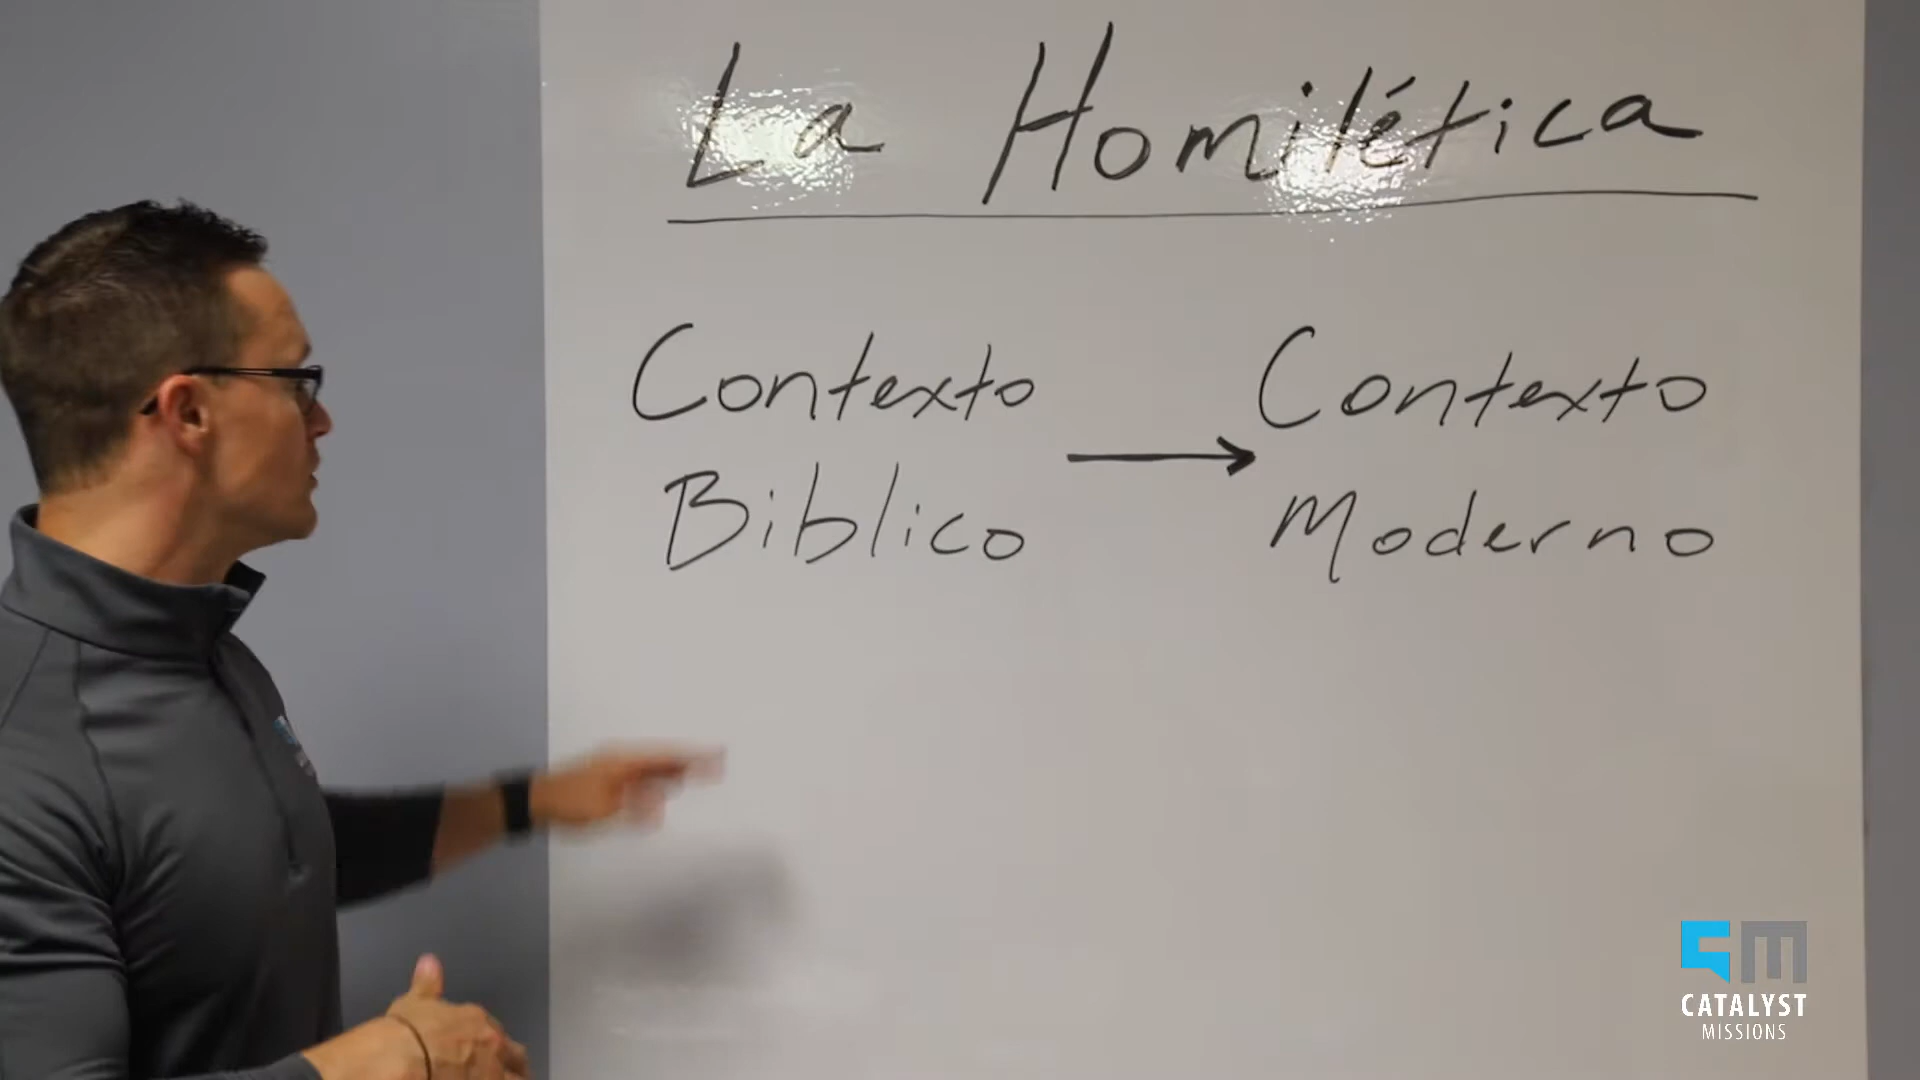 La Homilética
Contexto Contexto
Biblico Moderno
CATALYST
MISSIONS